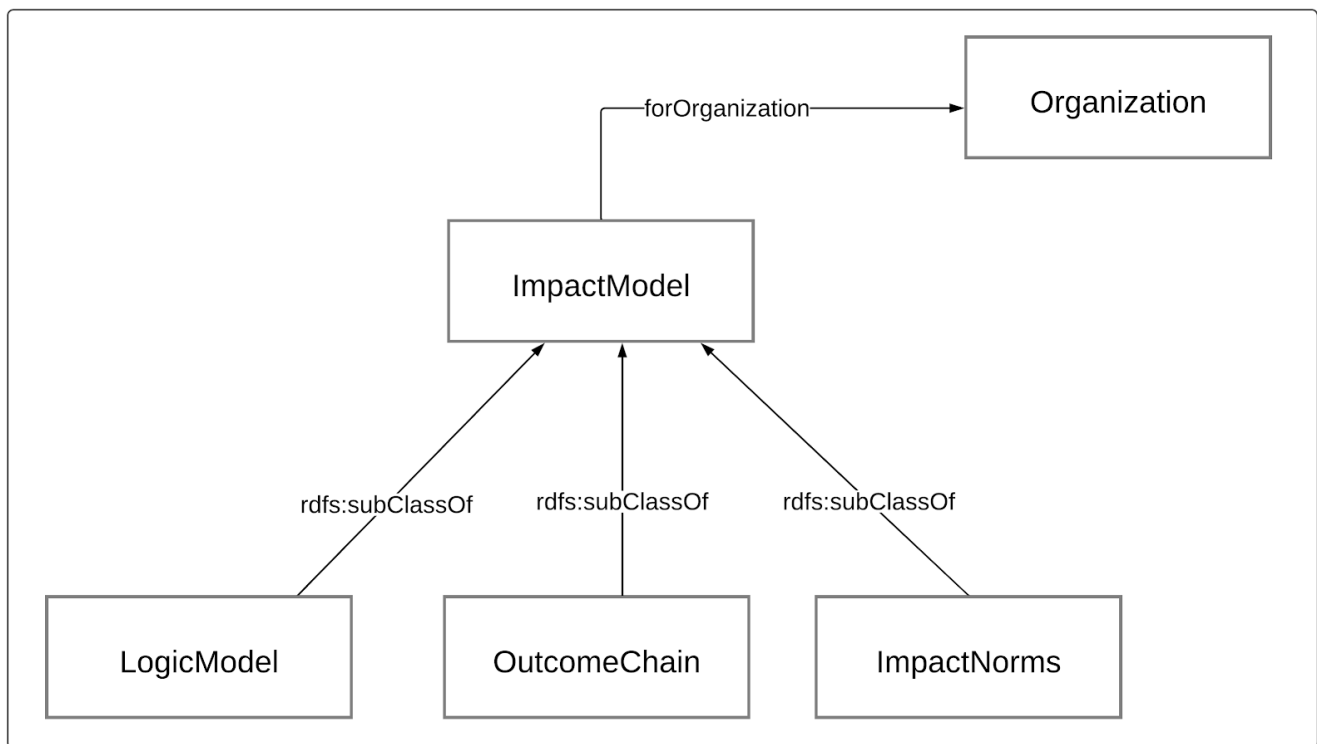 Organization
forOrganization
ImpactModel
rdfs:subClassOf
rdfs:subClassOf
rdfs:subClassOf
LogicModel
OutcomeChain
ImpactNorms